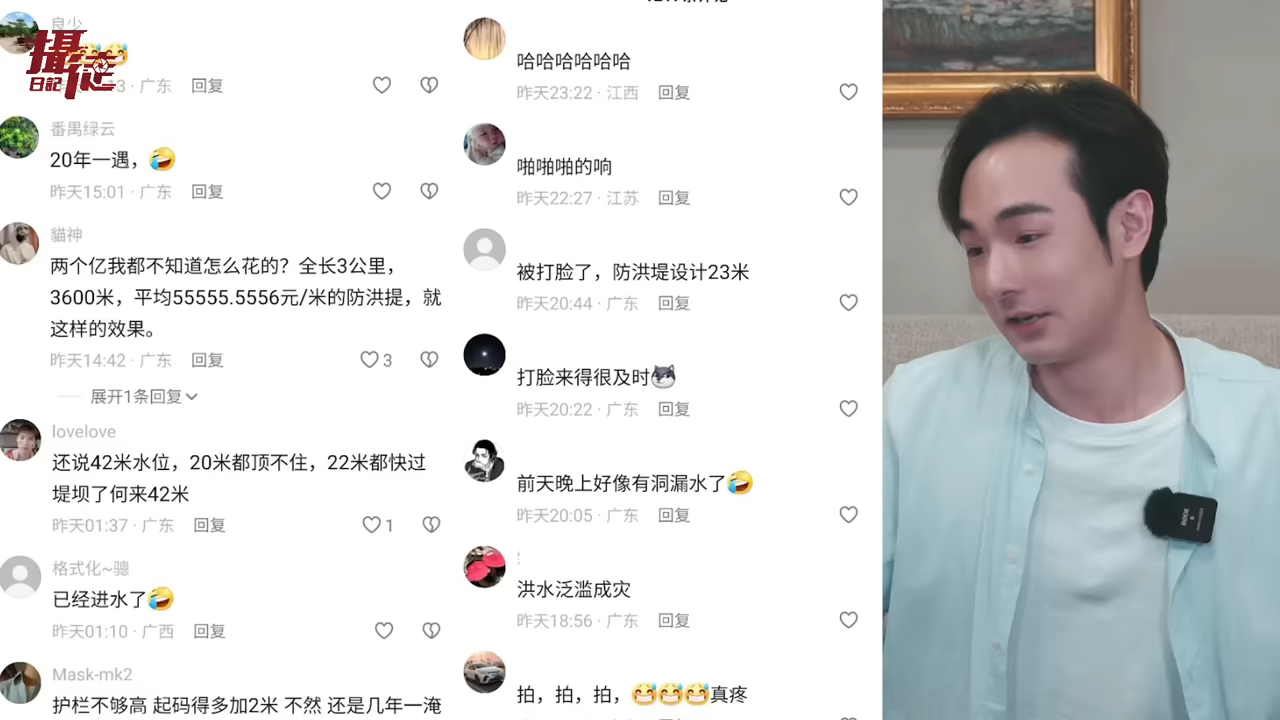 良少
攝徒
日記
13 · 广东 回复
番禺绿云
20年一遇，🤣
昨天15:01 · 广东 回复
貓神
两个亿我都不知道怎么花的？全长3公里，
3600米，平均55555.5556元/米的防洪提，就
这样的效果。
昨天14:42 · 广东 回复 3
展开1条回复
lovelove
还说42米水位，20米都顶不住，22米都快过
堤坝了何来42米
昨天01:37 · 广东 回复 1
格式化~骢
已经进水了🤣
昨天01:10 · 广西 回复
Mask-mk2
护栏不够高 起码得多加2米 不然 还是几年一淹
哈哈哈哈哈哈
昨天23:22 · 江西 回复
啪啪啪的响
昨天22:27 · 江苏 回复
被打脸了，防洪堤设计23米
昨天20:44 · 广东 回复
打脸来得很及时
昨天20:22 · 广东 回复
前天晚上好像有洞漏水了🤣
昨天20:05 · 广东 回复
洪水泛滥成灾
昨天18:56 · 广东 回复
拍，拍，拍，😅😅😅真疼